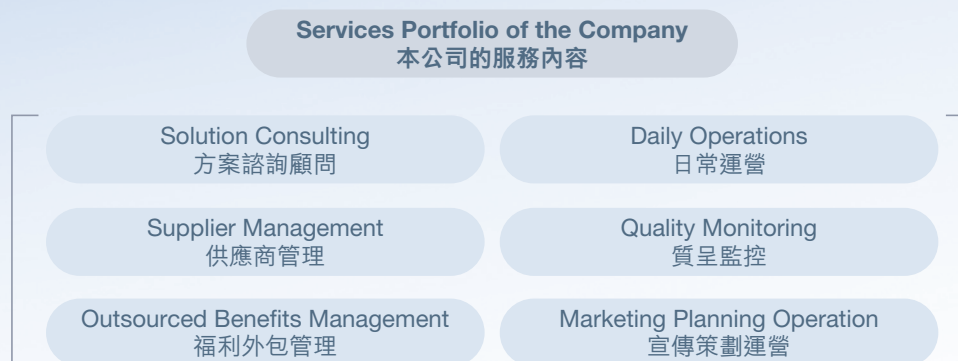 Services Portfolio of the Company
本公司的服務內容
Solution Consulting
方案諮詢顧問
Daily Operations
日常運營
Supplier Management
供應商管理
Quality Monitoring
質呈監控
Outsourced Benefits Management
福利外包管理
Marketing Planning Operation
宣傳策劃運營